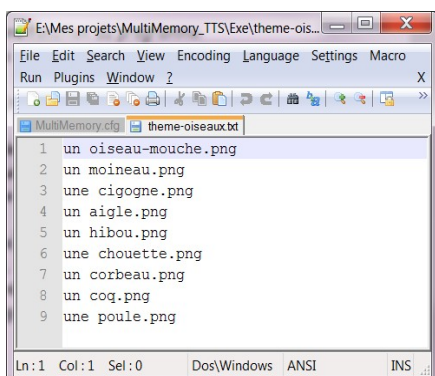 E:\Mes projets\MultiMemory_TTS\Exe\theme-ois...
File Edit Search View Encoding Language Settings Macro
Run Plugins Window ? X
MultiMemory.cfg theme-oiseaux.txt
1 un oiseau-mouche.png
2 un moineau.png
3 une cigogne.png
4 un aigle.png
5 un hibou.png
6 une chouette.png
7 un corbeau.png
8 un coq.png
9 une poule.png
Ln:1 Col:1 Sel:0 Dos\Windows ANSI INS